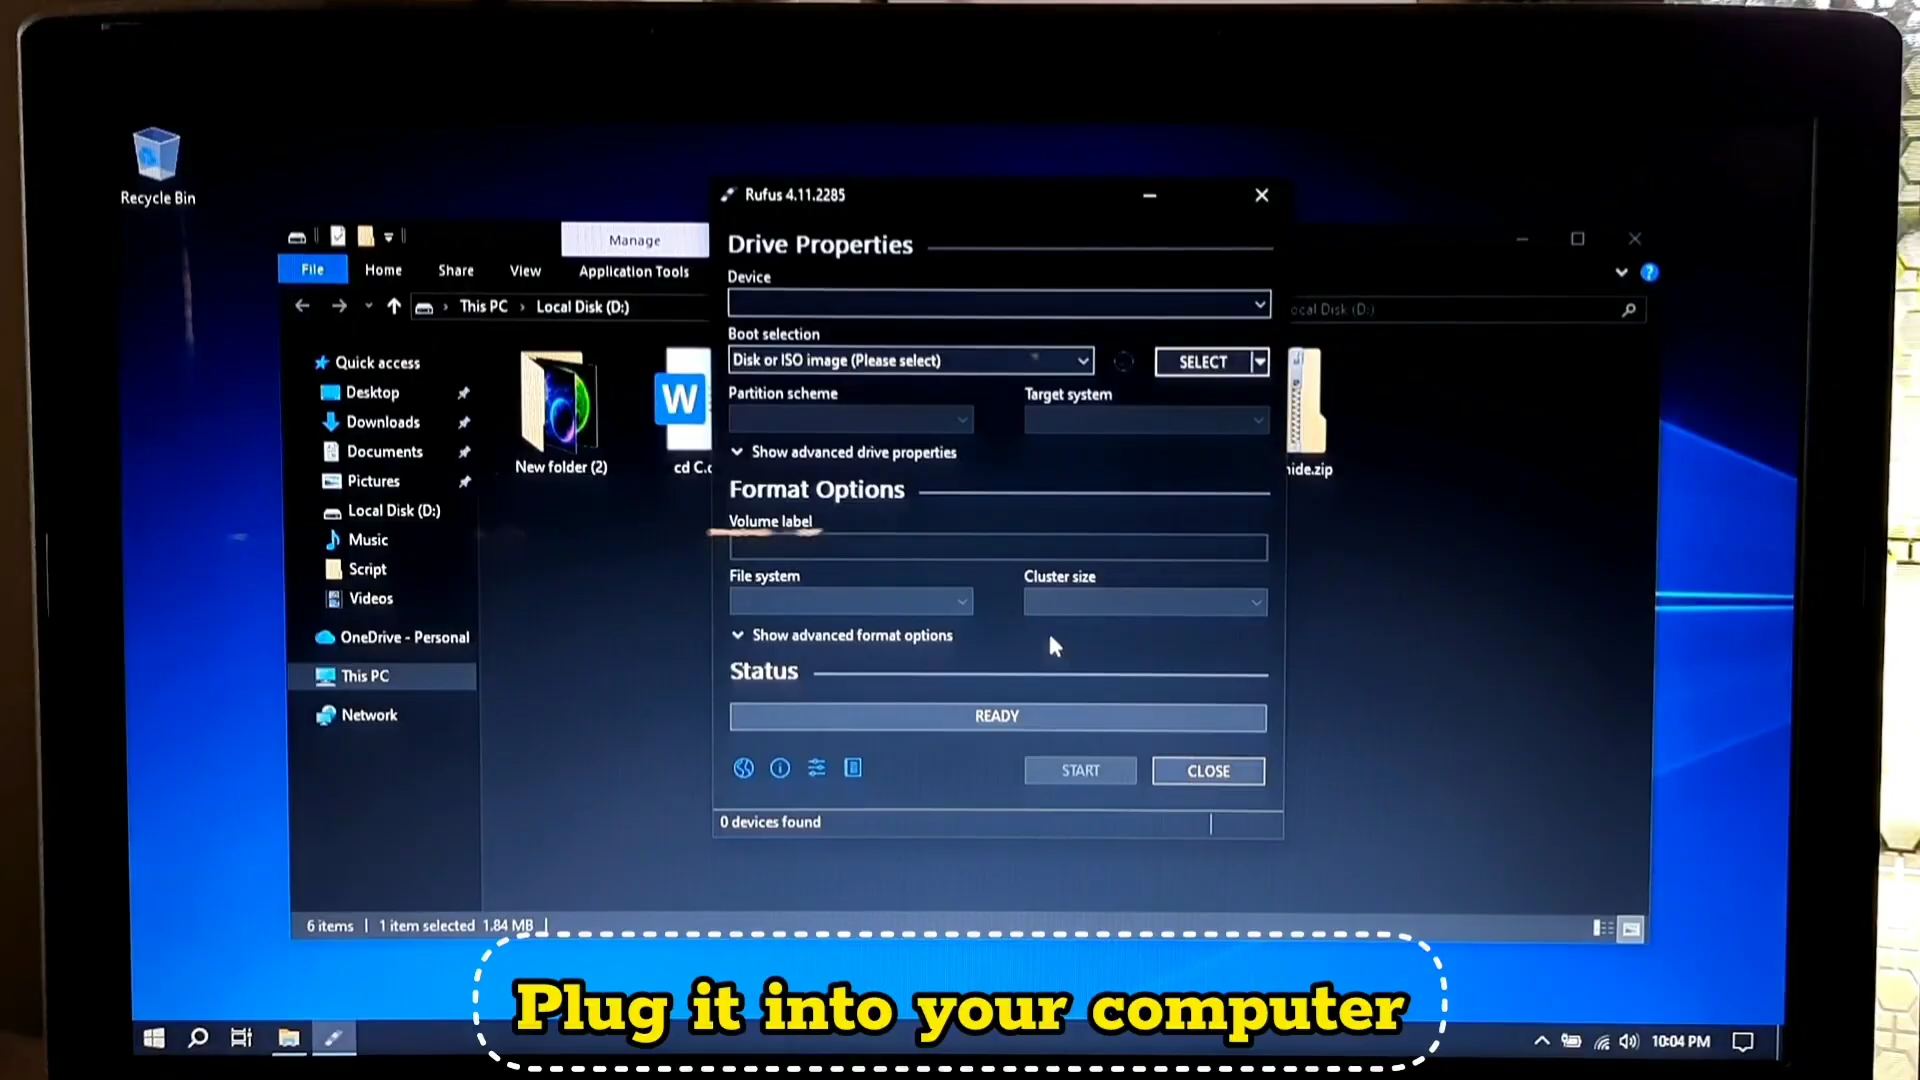 Recycle Bin
Rufus 4.11.2285
Manage
File
Home
Share
View
Application Tools
This PC
Local Disk (D:)
ocal Disk (D:)
Drive Properties
Device
Boot selection
Disk or ISO image (Please select)
SELECT
Partition scheme
Target system
Show advanced drive properties
Format Options
Volume label
File system
Cluster size
Show advanced format options
Status
READY
START
CLOSE
0 devices found
Quick access
Desktop
Downloads
Documents
Pictures
Local Disk (D:)
Music
Script
Videos
OneDrive - Personal
This PC
Network
New folder (2)
W
cd C.
hide.zip
6 items
1 item selected 1.84 MB
Plug it into your computer
10:04 PM